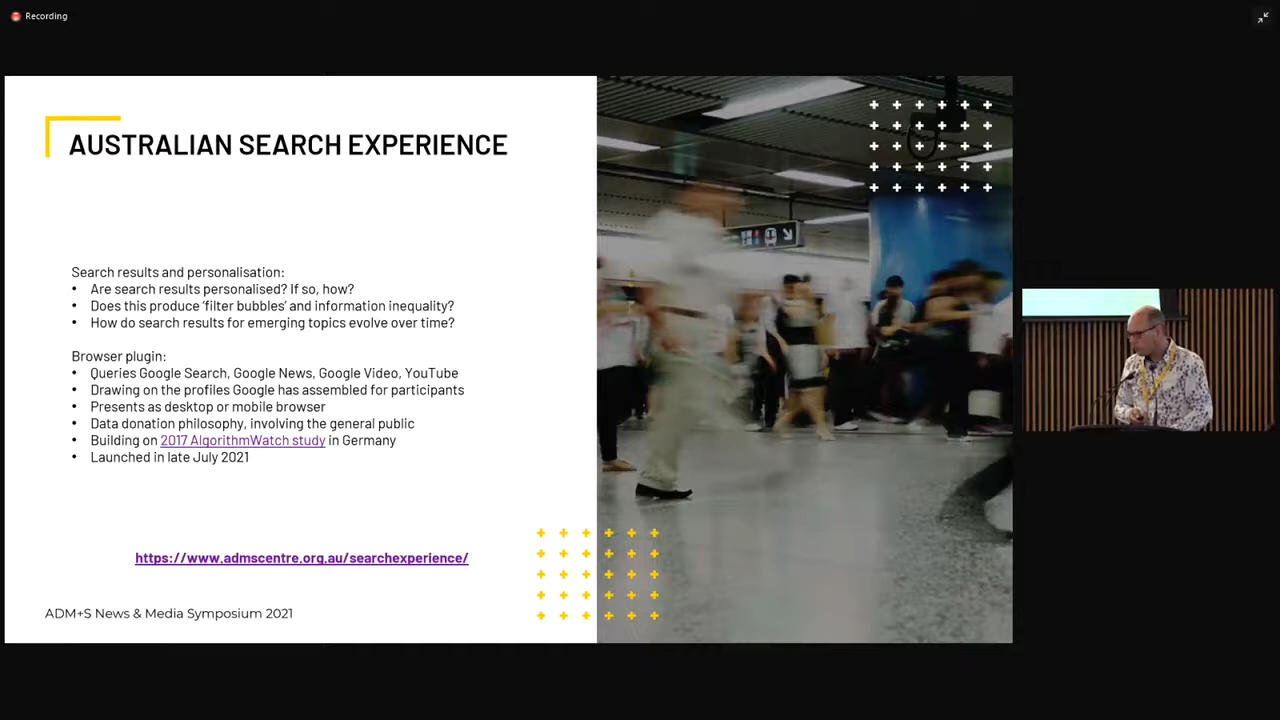 Recording
AUSTRALIAN SEARCH EXPERIENCE
Search results and personalisation:
• Are search results personalised? If so, how?
• Does this produce ‘filter bubbles’ and information inequality?
• How do search results for emerging topics evolve over time?
Browser plugin:
• Queries Google Search, Google News, Google Video, YouTube
• Drawing on the profiles Google has assembled for participants
• Presents as desktop or mobile browser
• Data donation philosophy, involving the general public
• Building on 2017 AlgorithmWatch study in Germany
• Launched in late July 2021
https://www.admscentre.org.au/searchexperience/
ADM+S News & Media Symposium 2021